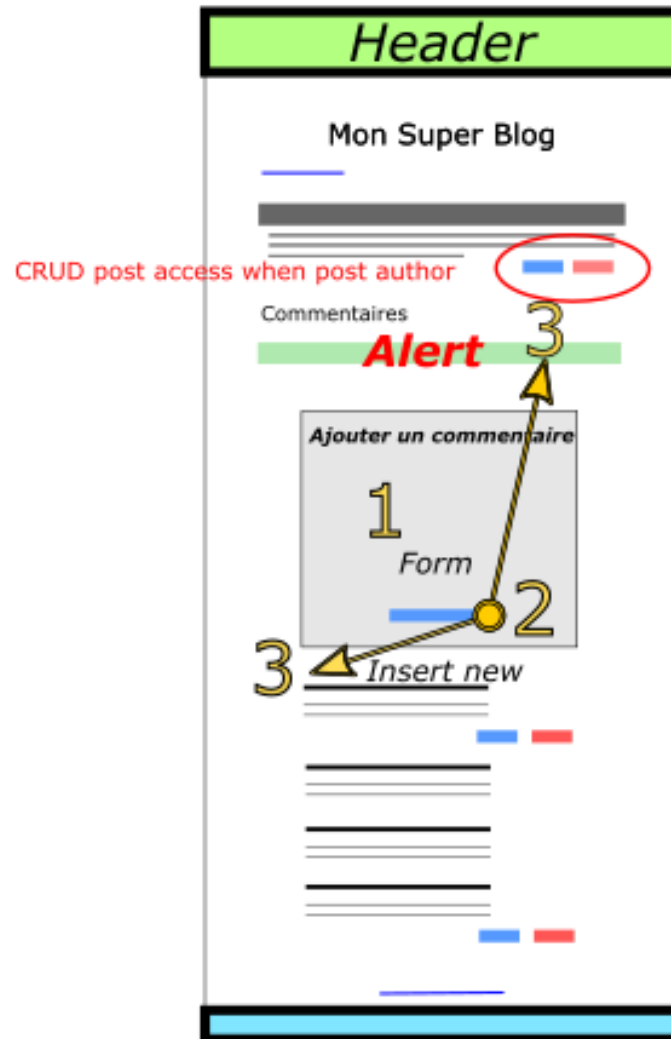 Header
Mon Super Blog
CRUD post access when post author
Commentaires
3
Alert
Ajouter un commentaire
1
Form
2
3
Insert new